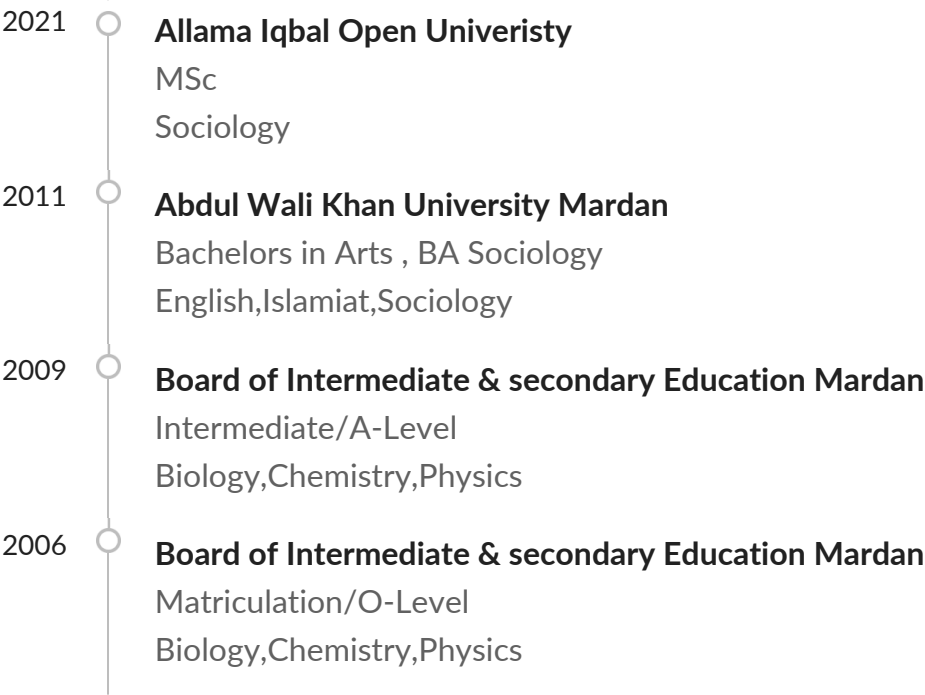 2021
Allama Iqbal Open Univeristy
MSc
Sociology
2011
Abdul Wali Khan University Mardan
Bachelors in Arts , BA Sociology
English,Islamiat,Sociology
2009
Board of Intermediate & secondary Education Mardan
Intermediate/A-Level
Biology,Chemistry,Physics
2006
Board of Intermediate & secondary Education Mardan
Matriculation/O-Level
Biology,Chemistry,Physics